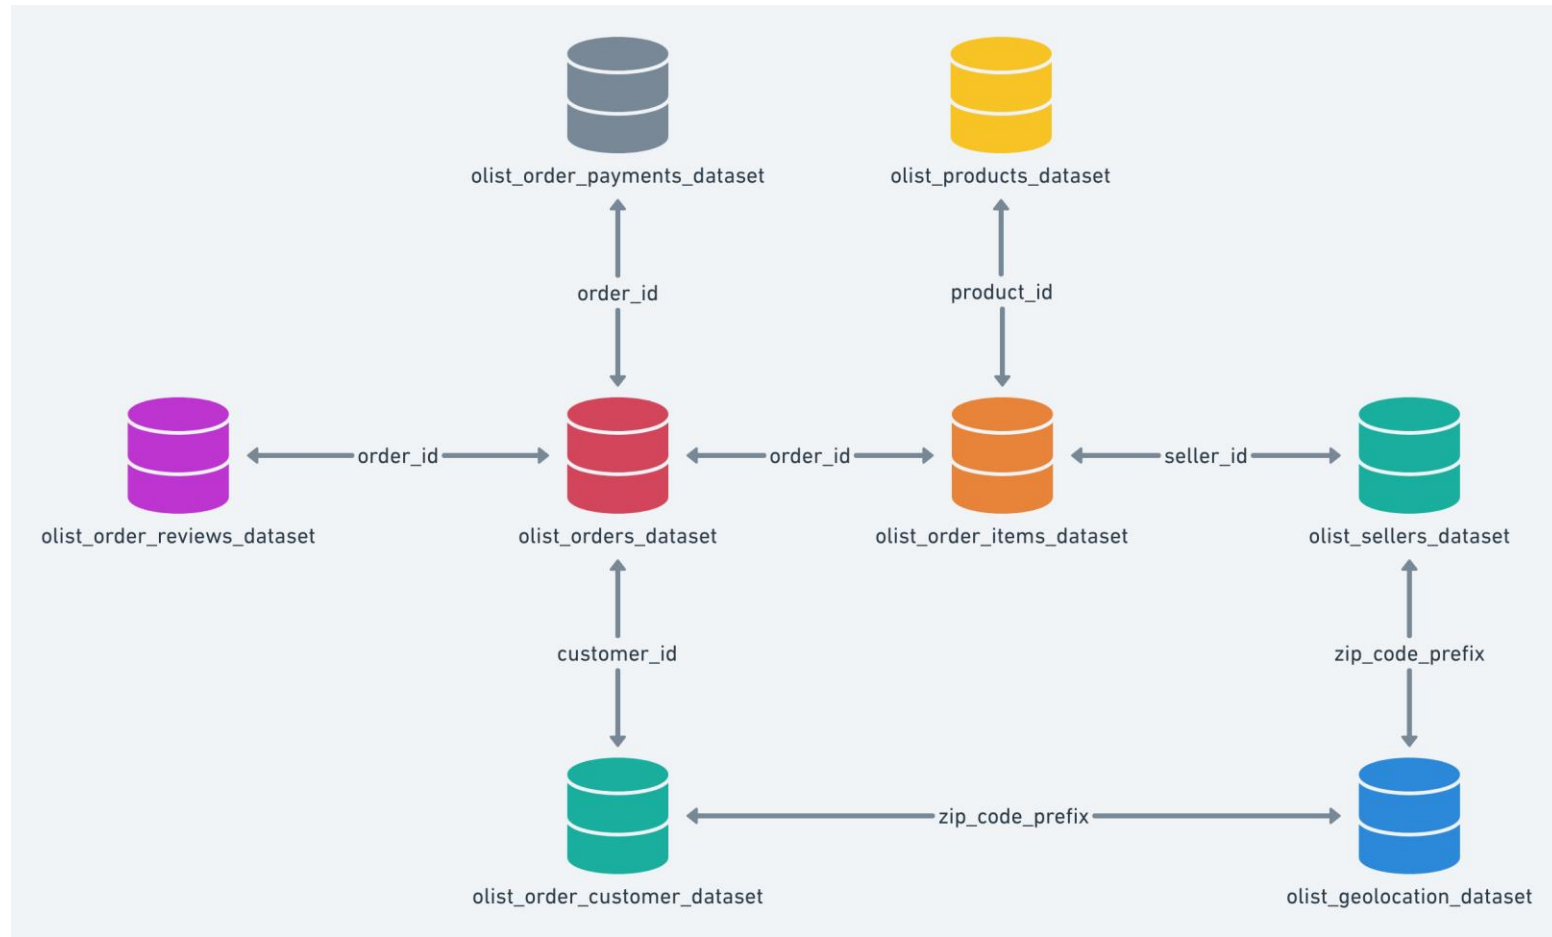 olist_order_payments_dataset
olist_products_dataset
order_id
product_id
order_id
order_id
seller_id
olist_order_reviews_dataset
olist_orders_dataset
olist_order_items_dataset
olist_sellers_dataset
customer_id
zip_code_prefix
zip_code_prefix
olist_order_customer_dataset
olist_geolocation_dataset